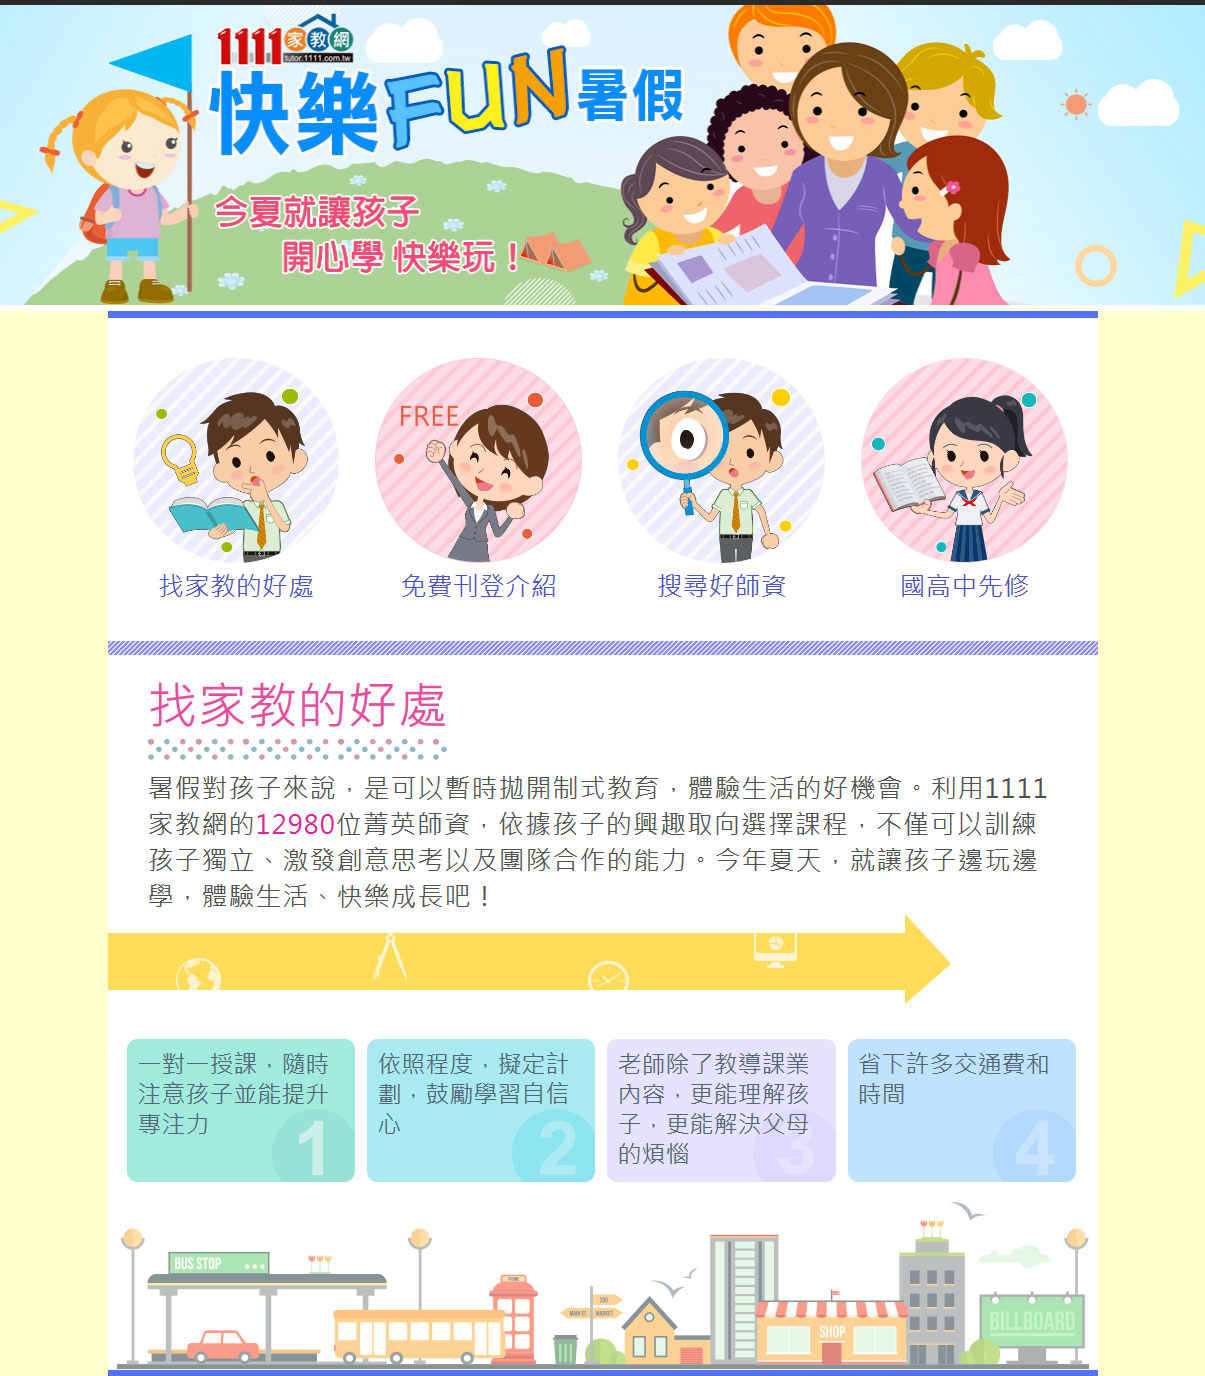 1111家教網
tutor.1111.com.tw
快樂FUN暑假
今夏就讓孩子
開心學 快樂玩！
FREE
找家教的好處
免費刊登介紹
搜尋好師資
國高中先修
找家教的好處
暑假對孩子來說，是可以暫時拋開制式教育，體驗生活的好機會。利用1111
家教網的12980位菁英師資，依據孩子的興趣取向選擇課程，不僅可以訓練
孩子獨立、激發創意思考以及團隊合作的能力。今年夏天，就讓孩子邊玩邊
學，體驗生活、快樂成長吧！
一對一授課，隨時
注意孩子並能提升
專注力
1
依照程度，擬定計
劃，鼓勵學習自信
心
2
老師除了教導課業
內容，更能理解孩
子，更能解決父母
的煩惱
3
省下許多交通費和
時間
4
BUS STOP
PHONE
ZOO
MAIN ST.
MARKET
SHOP
BILLBOARD